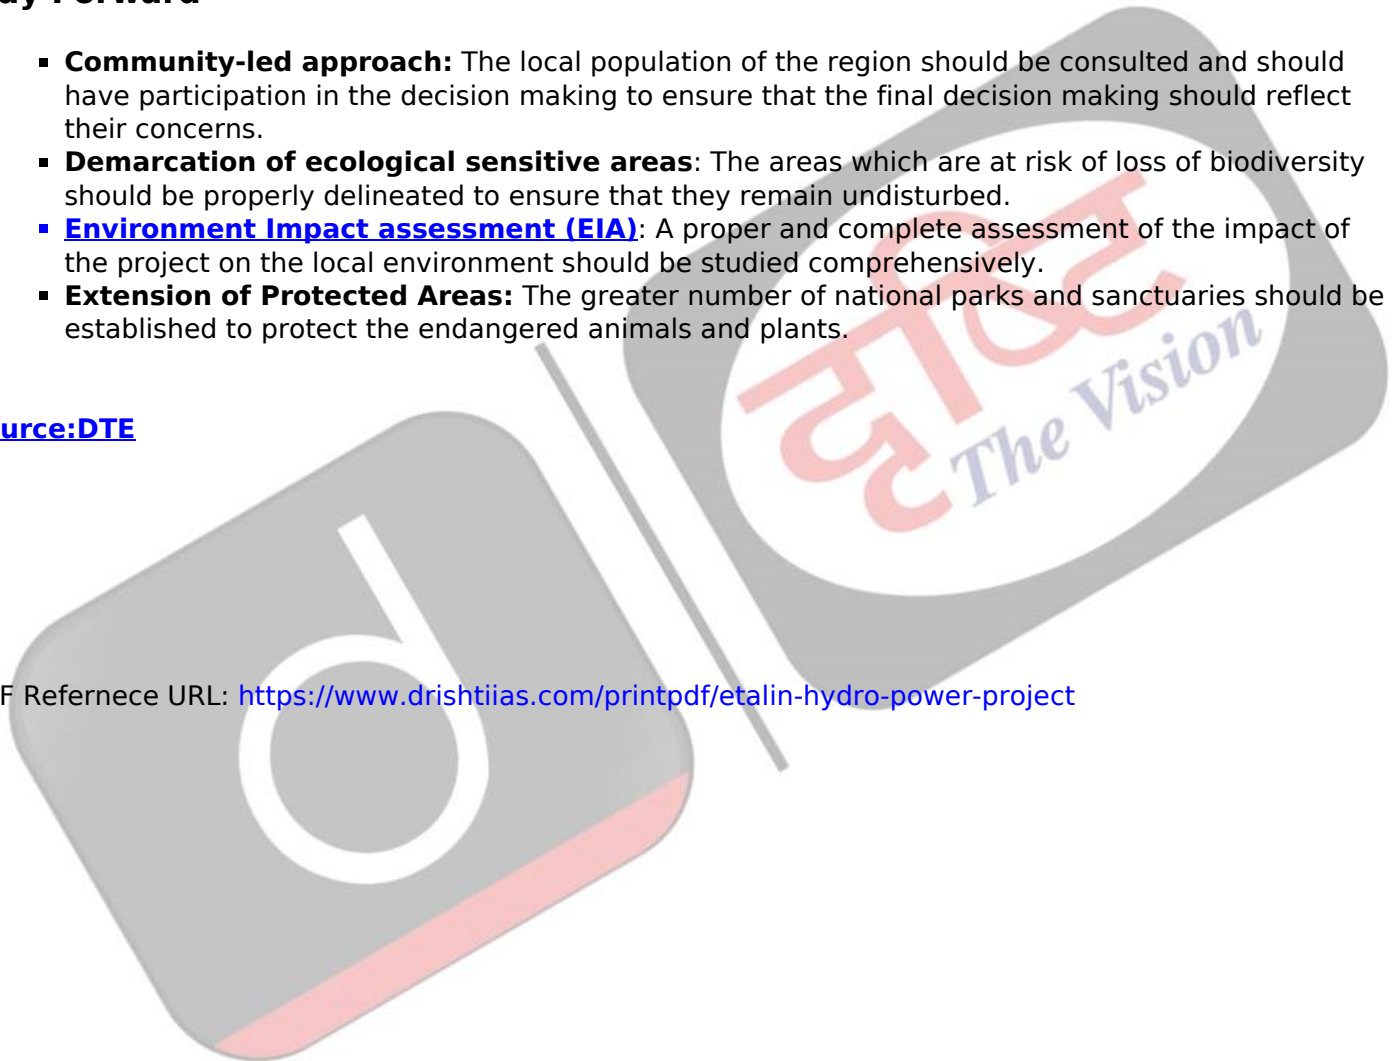 ay Forward
▪ Community-led approach: The local population of the region should be consulted and should
have participation in the decision making to ensure that the final decision making should reflect
their concerns.
▪ Demarcation of ecological sensitive areas: The areas which are at risk of loss of biodiversity
should be properly delineated to ensure that they remain undisturbed.
▪ Environment Impact assessment (EIA): A proper and complete assessment of the impact of
the project on the local environment should be studied comprehensively.
▪ Extension of Protected Areas: The greater number of national parks and sanctuaries should be
established to protect the endangered animals and plants.
दृष्टि
The Vision
urce:DTE
d
F Refernece URL: https://www.drishtiias.com/printpdf/etalin-hydro-power-project